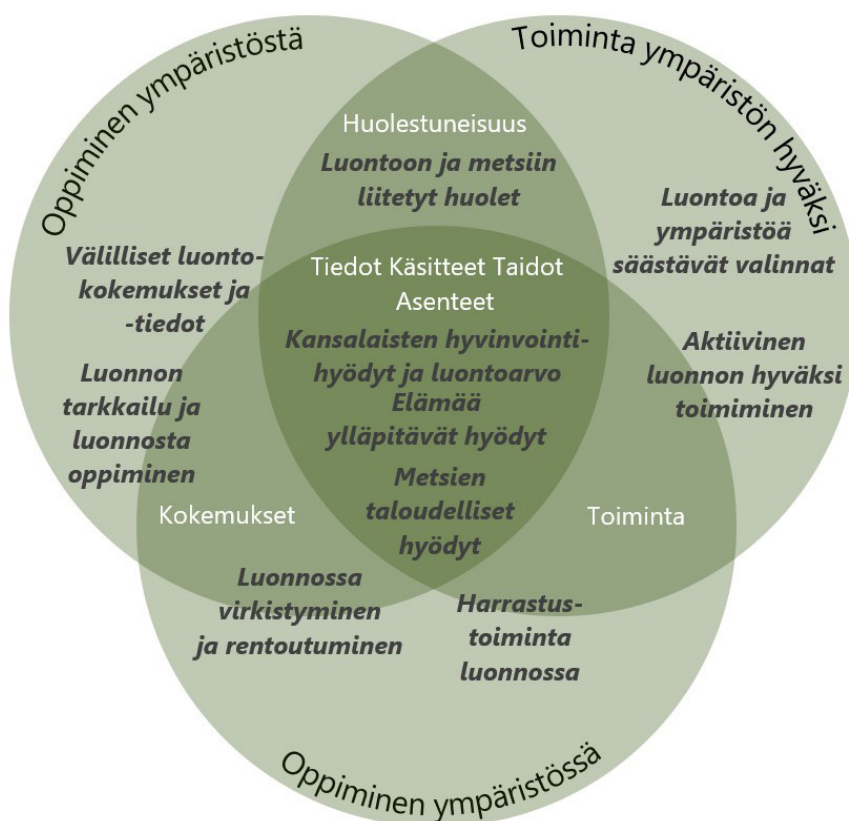 Oppiminen ympäristöstä
Toiminta ympäristön hyväksi
Huolestuneisuus
Luontoon ja metsiin
liitetyt huolet
Luontoa ja
ympäristöä
säästävät valinnat
Välilliset luonto-
kokemukset ja
-tiedot
Tiedot Käsitteet Taidot
Asenteet
Kansalaisten hyvinvointi-
hyödyt ja luontoarvo
Elämää
ylläpitävät hyödyt
Aktiivinen
luonnon hyväksi
toimiminen
Luonnon
tarkkailu ja
luonnosta
oppiminen
Metsien
taloudelliset
hyödyt
Kokemukset
Toiminta
Luonnossa
virkistyminen
ja rentoutuminen
Harrastus-
toiminta
luonnossa
Oppiminen ympäristössä